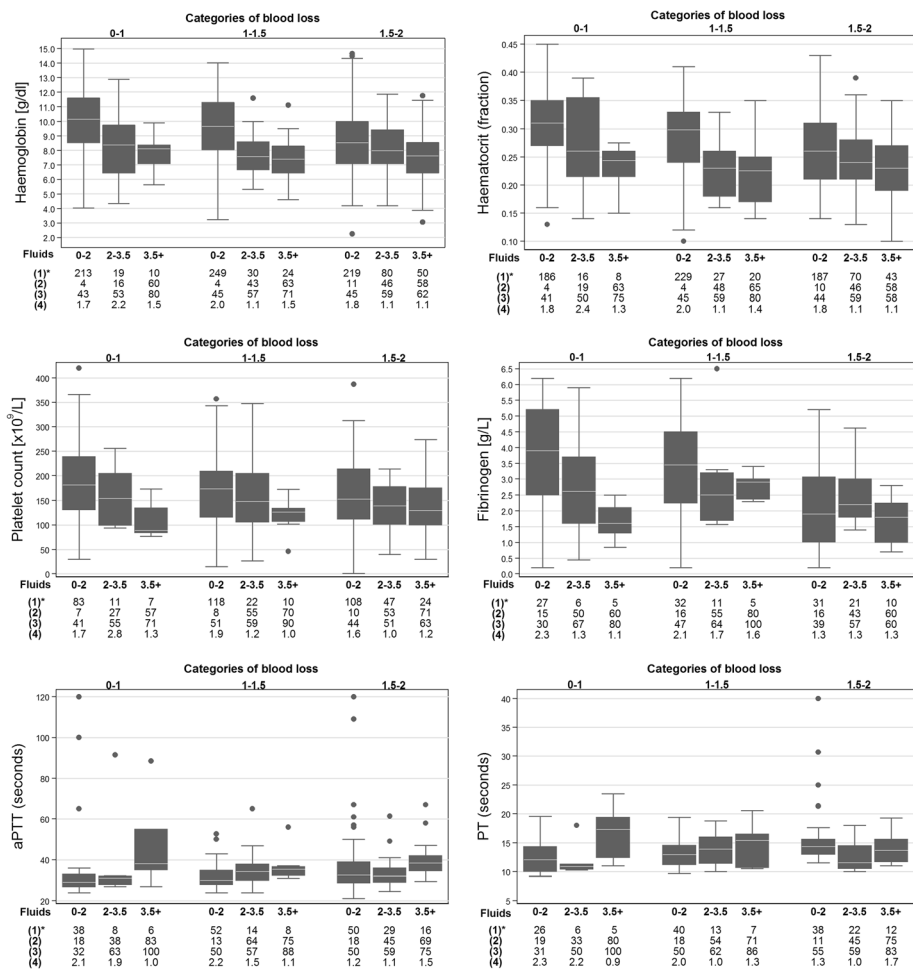 Categories of blood loss
0-1 1-1.5 1.5-2
Haemoglobin [g/dl]
15.0
14.0
13.0
12.0
11.0
10.0
9.0
8.0
7.0
6.0
5.0
4.0
3.0
2.0
Fluids 0-2 2-3.5 3.5+ 0-2 2-3.5 3.5+ 0-2 2-3.5 3.5+
(1)* 213 19 10 249 30 24 219 80 50
(2) 4 16 60 4 43 63 11 46 58
(3) 43 53 80 45 57 71 45 59 62
(4) 1.7 2.2 1.5 2.0 1.1 1.5 1.8 1.1 1.1
Categories of blood loss
0-1 1-1.5 1.5-2
Haematocrit (fraction)
0.45
0.40
0.35
0.30
0.25
0.20
0.15
0.10
0-2 2-3.5 3.5+ 0-2 2-3.5 3.5+ 0-2 2-3.5 3.5+
Fluids
(1)* 186 16 8 229 27 20 187 70 43
(2) 4 19 63 4 48 65 10 46 58
(3) 41 50 75 45 59 80 44 59 58
(4) 1.8 2.4 1.3 2.0 1.1 1.4 1.8 1.1 1.1
Categories of blood loss
0-1 1-1.5 1.5-2
Platelet count [x10⁹/L]
400
350
300
250
200
150
100
50
0
Fluids 0-2 2-3.5 3.5+ 0-2 2-3.5 3.5+ 0-2 2-3.5 3.5+
(1)* 83 11 7 118 22 10 108 47 24
(2) 7 27 57 8 55 70 10 53 71
(3) 41 55 71 51 59 90 44 51 63
(4) 1.7 2.8 1.3 1.9 1.2 1.0 1.6 1.0 1.2
Categories of blood loss
0-1 1-1.5 1.5-2
Fibrinogen [g/L]
6.5
6.0
5.5
5.0
4.5
4.0
3.5
3.0
2.5
2.0
1.5
1.0
0.5
0.0
Fluids 0-2 2-3.5 3.5+ 0-2 2-3.5 3.5+ 0-2 2-3.5 3.5+
(1)* 27 6 5 32 11 5 31 21 10
(2) 15 50 60 16 55 80 16 43 60
(3) 30 67 80 47 64 100 39 57 60
(4) 2.3 1.3 1.1 2.1 1.7 1.6 1.3 1.3 1.3
Categories of blood loss
0-1 1-1.5 1.5-2
aPTT (seconds)
120
100
80
60
40
20
Fluids 0-2 2-3.5 3.5+ 0-2 2-3.5 3.5+ 0-2 2-3.5 3.5+
(1)* 38 8 6 52 14 8 50 29 16
(2) 18 38 83 13 64 75 18 45 69
(3) 32 63 100 50 57 88 50 59 75
(4) 2.1 1.9 1.0 2.2 1.5 1.1 1.2 1.1 1.5
Categories of blood loss
0-1 1-1.5 1.5-2
PT (seconds)
40
35
30
25
20
15
10
5
Fluids 0-2 2-3.5 3.5+ 0-2 2-3.5 3.5+ 0-2 2-3.5 3.5+
(1)* 26 6 5 40 13 7 38 22 12
(2) 19 33 80 18 54 71 11 45 75
(3) 31 50 100 50 62 86 55 59 83
(4) 2.3 2.2 0.9 2.0 1.0 1.3 1.3 1.0 1.7